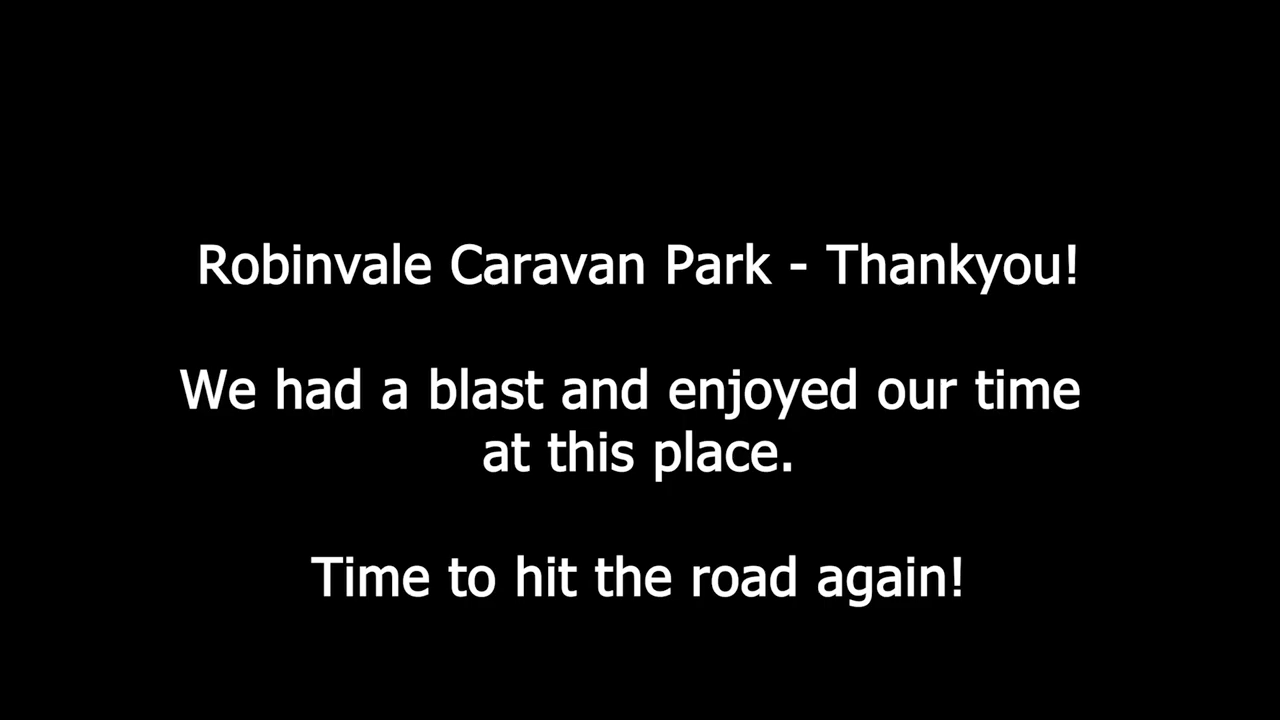 Robinvale Caravan Park - Thankyou!
We had a blast and enjoyed our time
at this place.
Time to hit the road again!